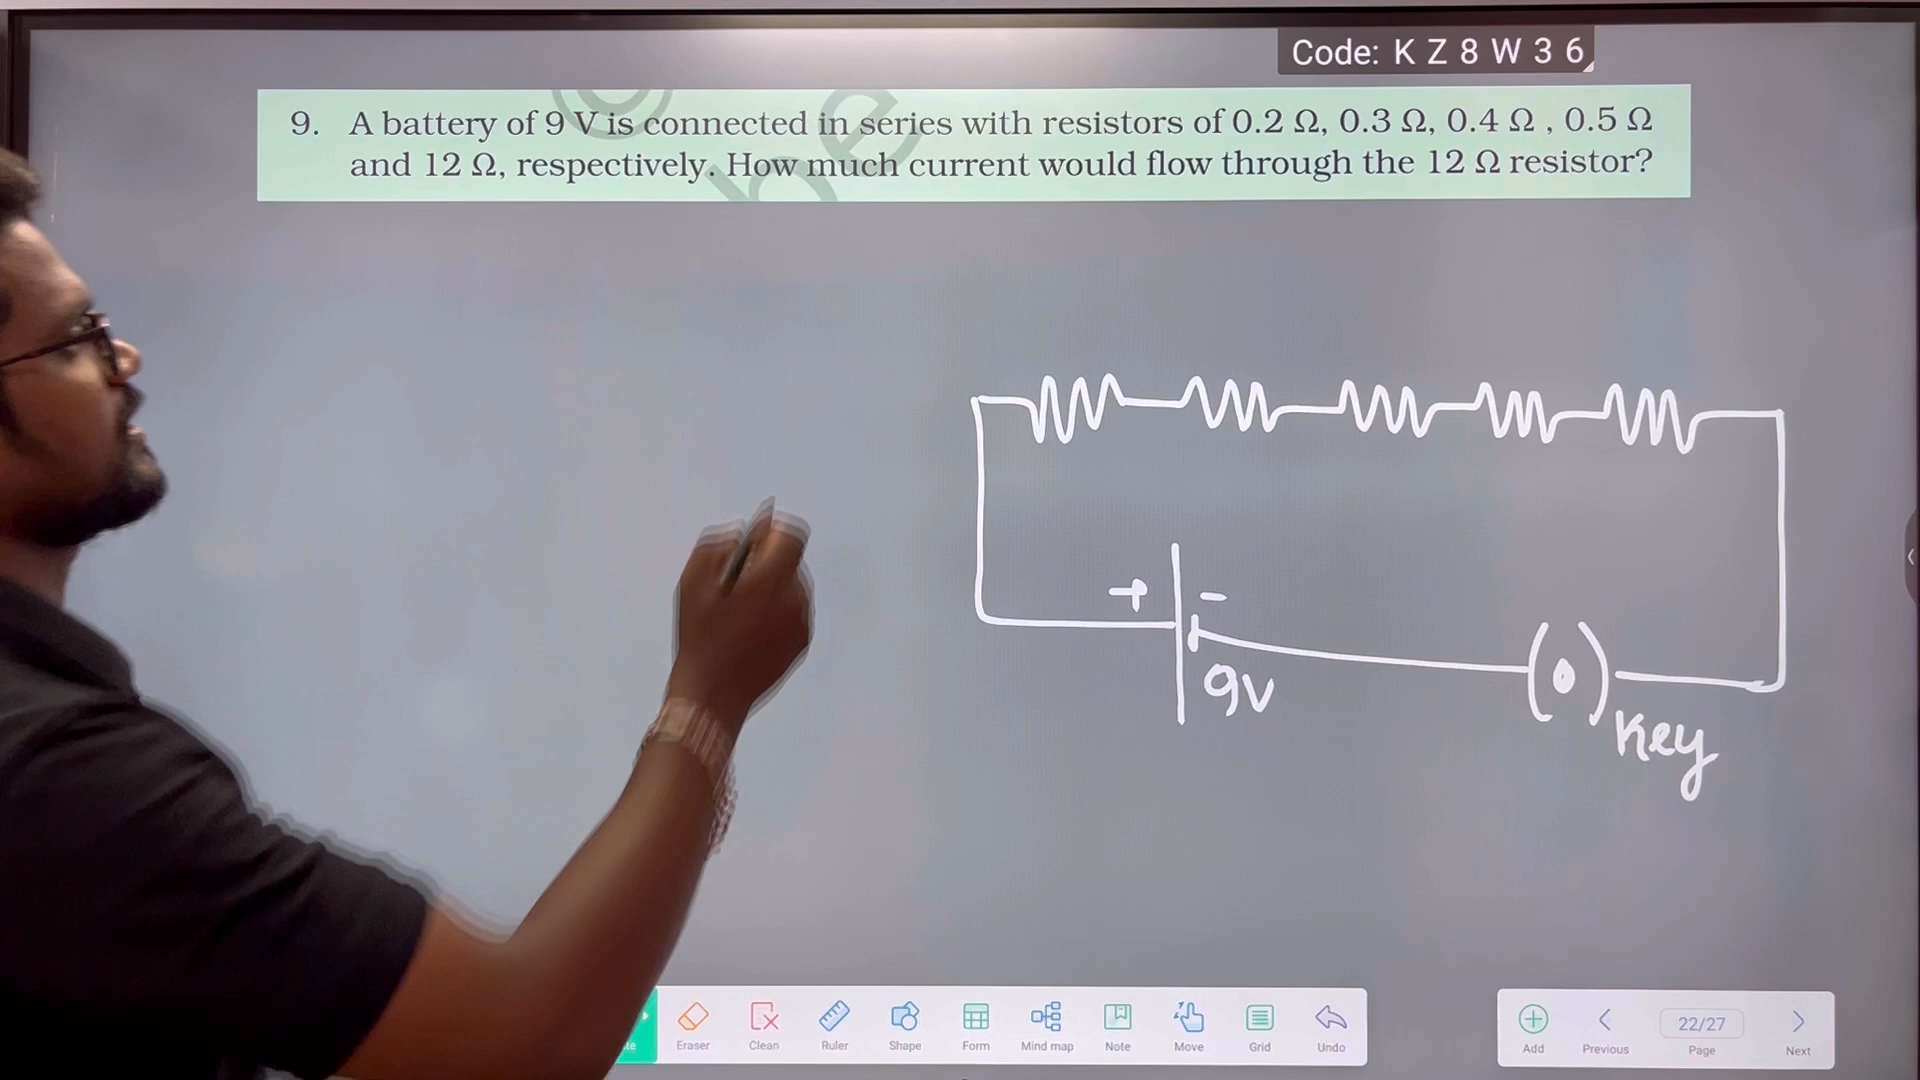 Code: K Z 8 W 3 6
9. A battery of 9 V is connected in series with resistors of 0.2 Ω, 0.3 Ω, 0.4 Ω , 0.5 Ω
and 12 Ω, respectively. How much current would flow through the 12 Ω resistor?
+ -
9V
Key
Eraser Clean Ruler Shape Form Mind map Note Move Grid Undo
Add Previous 22/27 Page Next